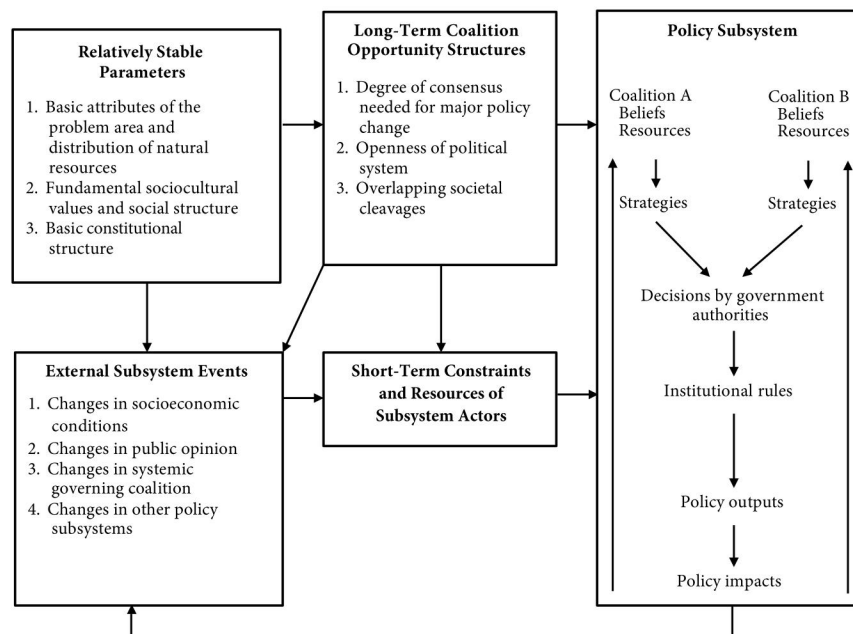 Relatively Stable
Parameters
1. Basic attributes of the
problem area and
distribution of natural
resources
2. Fundamental sociocultural
values and social structure
3. Basic constitutional
structure
Long-Term Coalition
Opportunity Structures
1. Degree of consensus
needed for major policy
change
2. Openness of political
system
3. Overlapping societal
cleavages
Policy Subsystem
Coalition A
Beliefs
Resources
Coalition B
Beliefs
Resources
Strategies
Strategies
Decisions by government
authorities
Institutional rules
Policy outputs
Policy impacts
External Subsystem Events
1. Changes in socioeconomic
conditions
2. Changes in public opinion
3. Changes in systemic
governing coalition
4. Changes in other policy
subsystems
Short-Term Constraints
and Resources of
Subsystem Actors